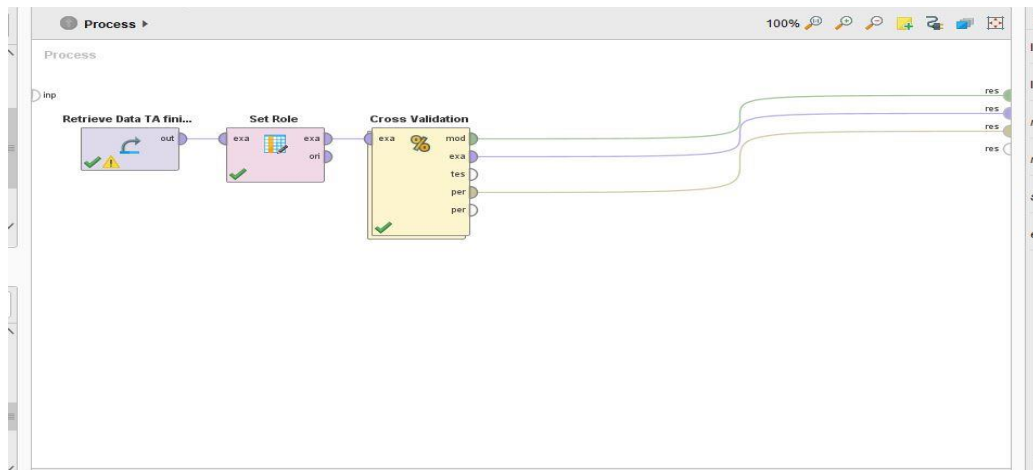 Process
100%
Process
inp
Retrieve Data TA fini...
out
Set Role
exa
exa
ori
Cross Validation
exa
%
mod
exa
tes
per
per
res
res
res
res